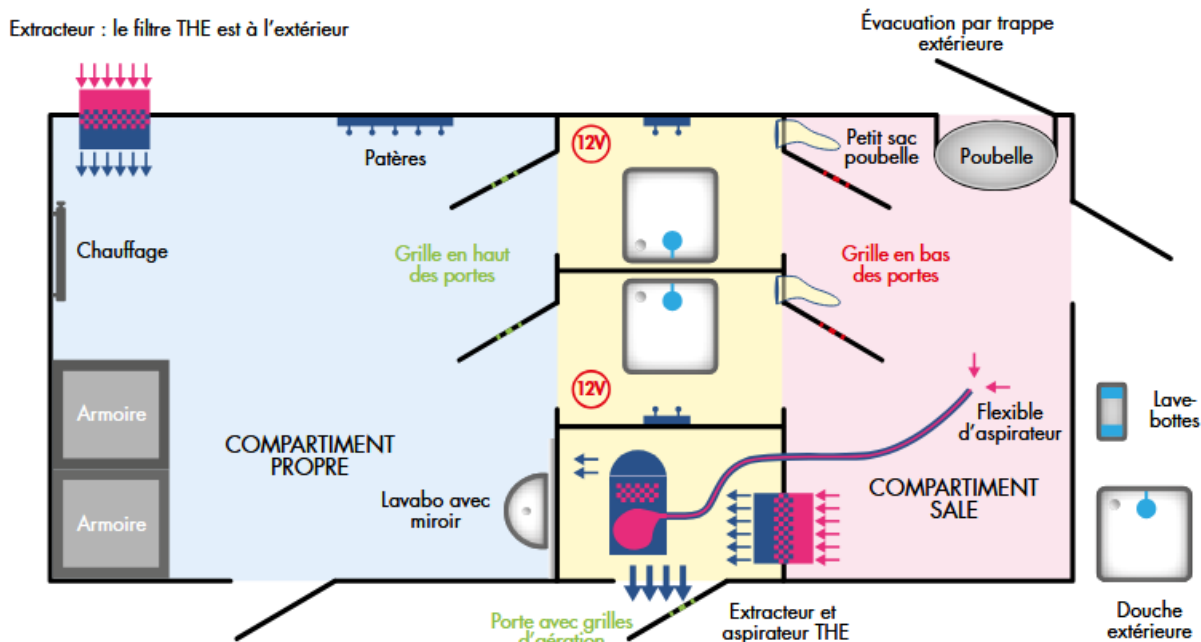 Extracteur : le filtre THE est à l'extérieur
Évacuation par trappe
extérieure
12V
Patères
Petit sac
poubelle
Poubelle
Chauffage
Grille en haut
des portes
Grille en bas
des portes
12V
Armoire
Flexible
d'aspirateur
Lave-
bottes
COMPARTIMENT
PROPRE
Lavabo avec
miroir
COMPARTIMENT
SALE
Armoire
Porte avec grilles
d'aération
Extracteur et
aspirateur THE
Douche
extérieure